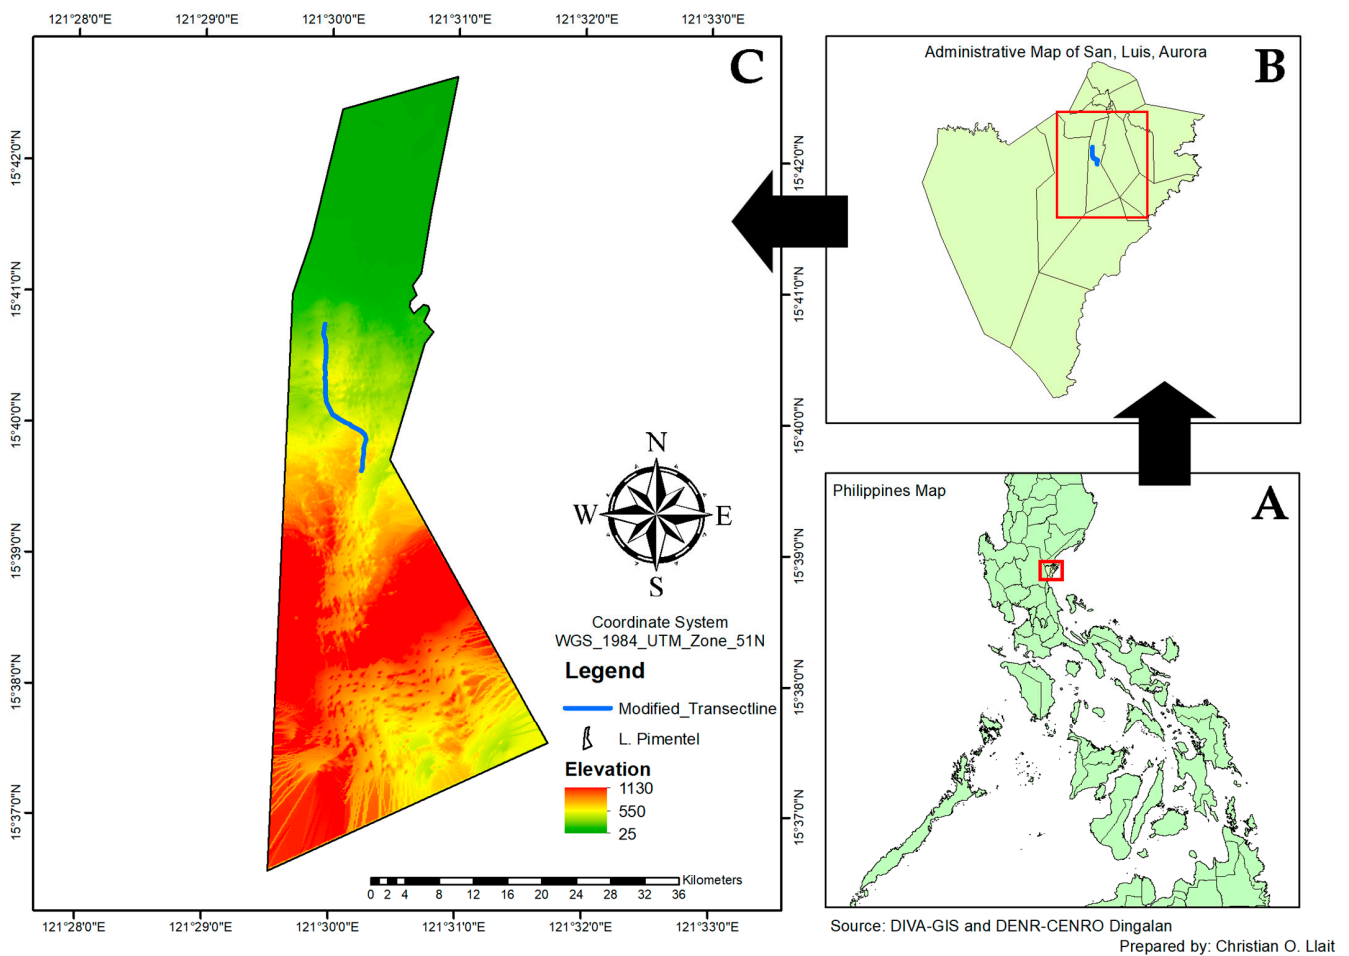 121°28'0"E 121°29'0"E 121°30'0"E 121°31'0"E 121°32'0"E 121°33'0"E
C
15°42'0"N
15°41'0"N
15°40'0"N
15°39'0"N
15°38'0"N
15°37'0"N
N
W E
S
Coordinate System
WGS_1984_UTM_Zone_51N
Legend
Modified_Transectline
L. Pimentel
Elevation
1130
550
25
Kilometers
0 2 4 8 12 16 20 24 28 32 36
121°28'0"E 121°29'0"E 121°30'0"E 121°31'0"E 121°32'0"E 121°33'0"E
Administrative Map of San, Luis, Aurora
B
15°42'0"N
15°41'0"N
15°40'0"N
15°39'0"N
15°38'0"N
15°37'0"N
Philippines Map
A
Source: DIVA-GIS and DENR-CENRO Dingalan
Prepared by: Christian O. Llait